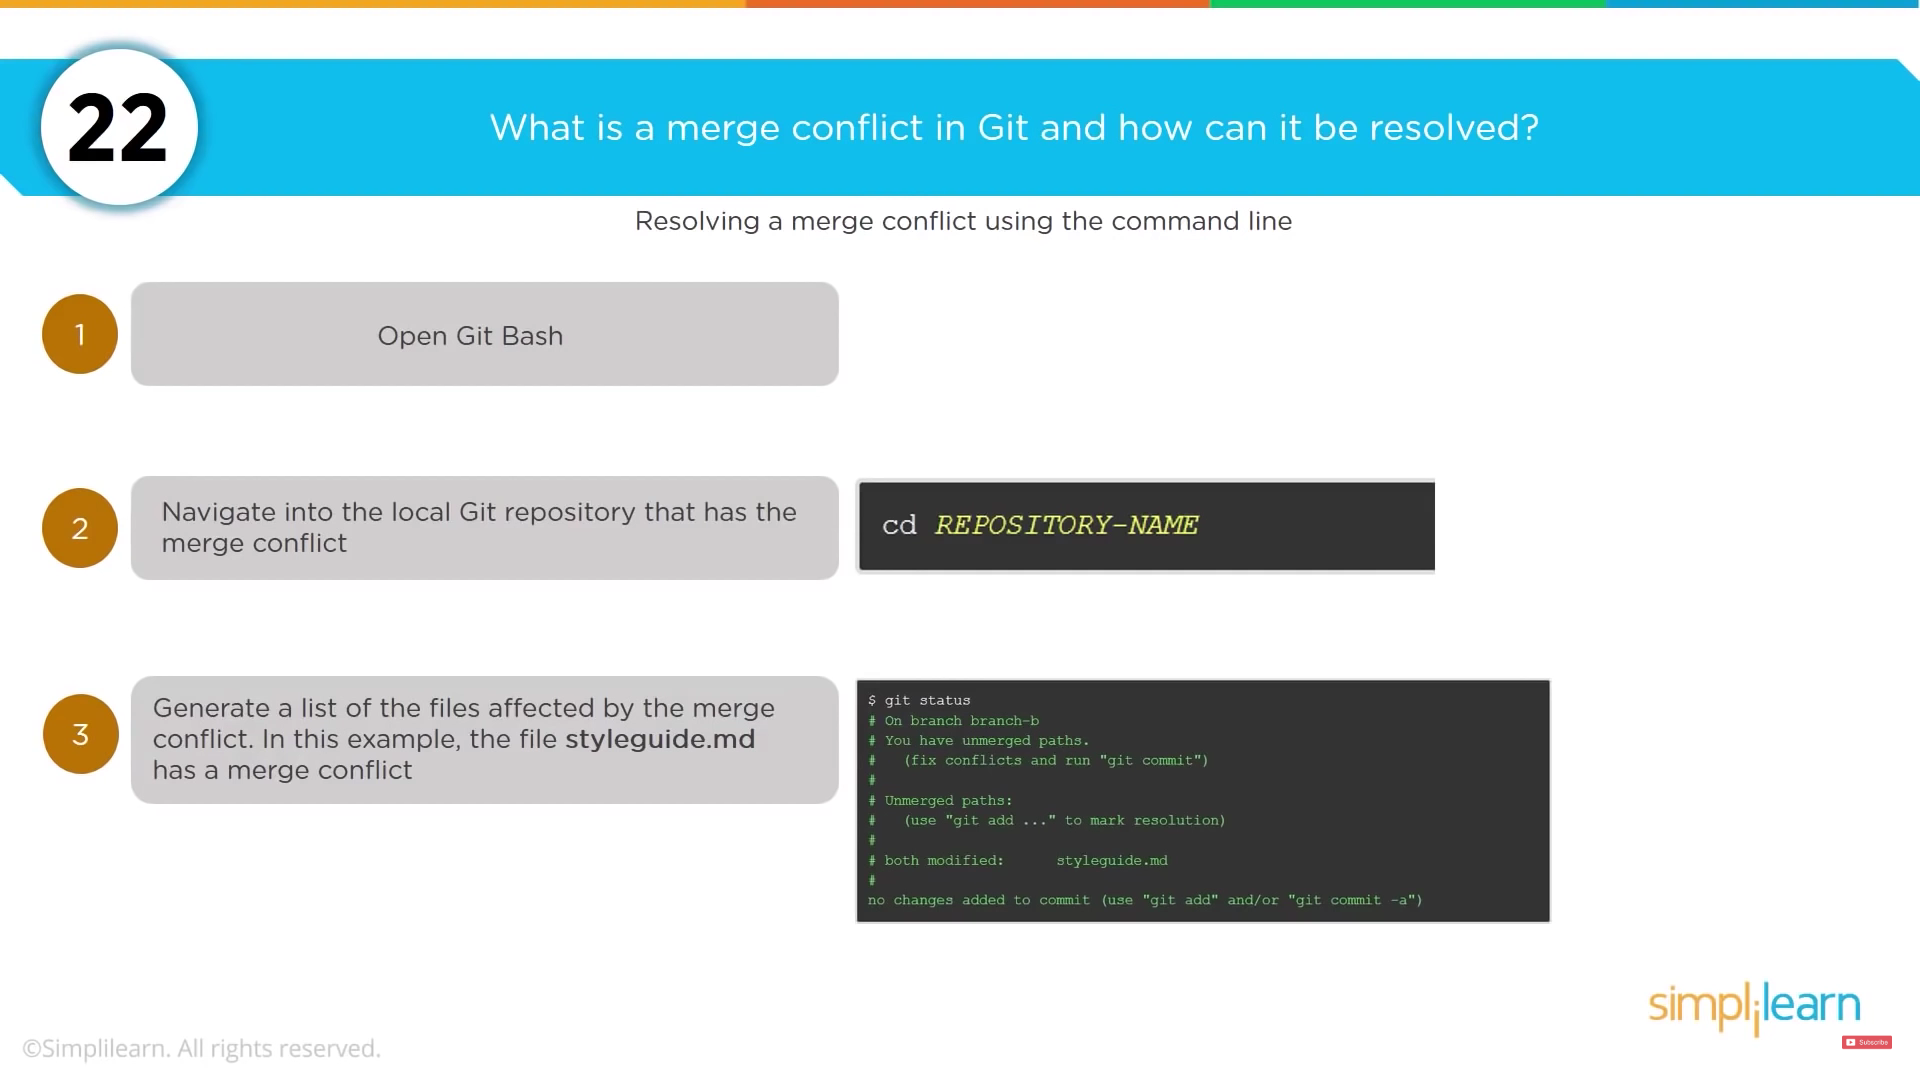 22
What is a merge conflict in Git and how can it be resolved?
Resolving a merge conflict using the command line
1
Open Git Bash
2
Navigate into the local Git repository that has the
merge conflict
cd REPOSITORY-NAME
3
Generate a list of the files affected by the merge
conflict. In this example, the file styleguide.md
has a merge conflict
$ git status
# On branch branch-b
# You have unmerged paths.
#   (fix conflicts and run "git commit")
#
# Unmerged paths:
#   (use "git add ..." to mark resolution)
#
# both modified:      styleguide.md
#
no changes added to commit (use "git add" and/or "git commit -a")
simplilearn
Subscribe
©Simplilearn. All rights reserved.